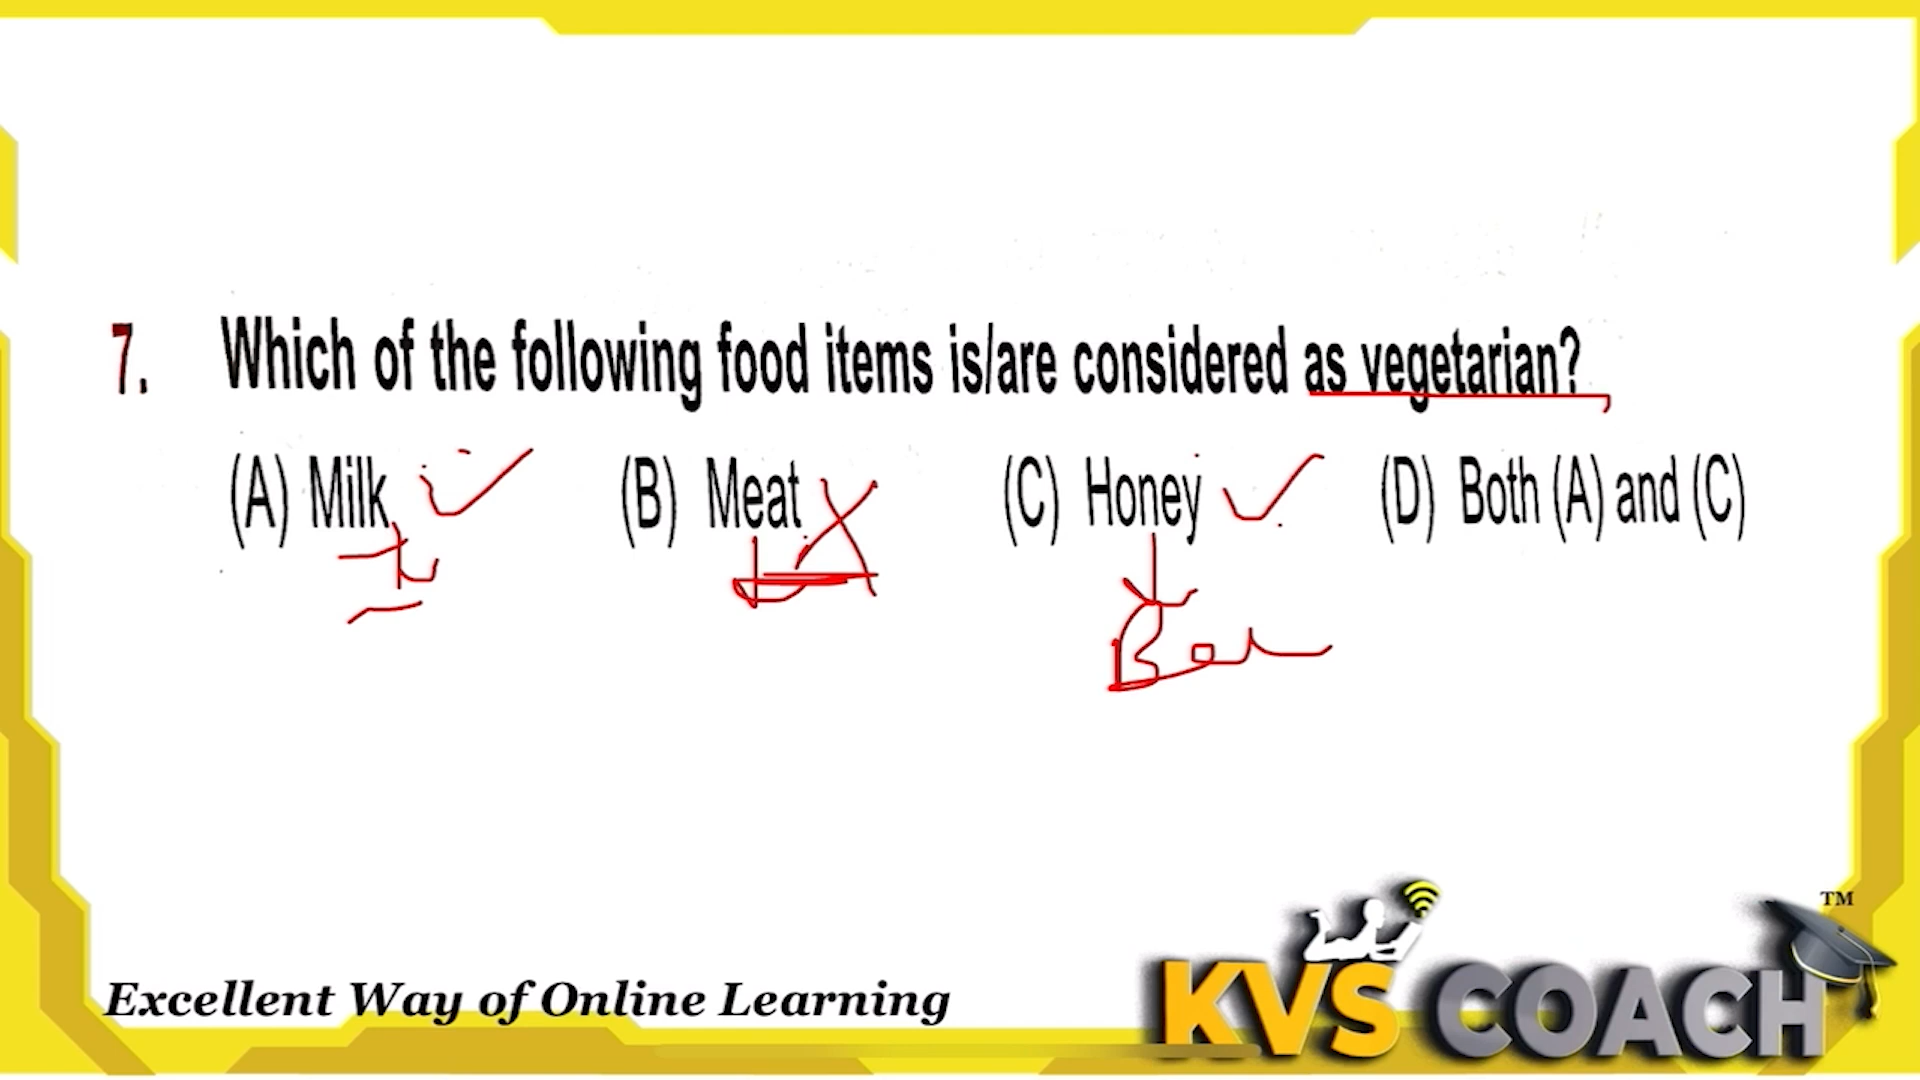 7. Which of the following food items is/are considered as vegetarian?
(A) Milk (B) Meat (C) Honey (D) Both (A) and (C)
Excellent Way of Online Learning
KVS COACH TM